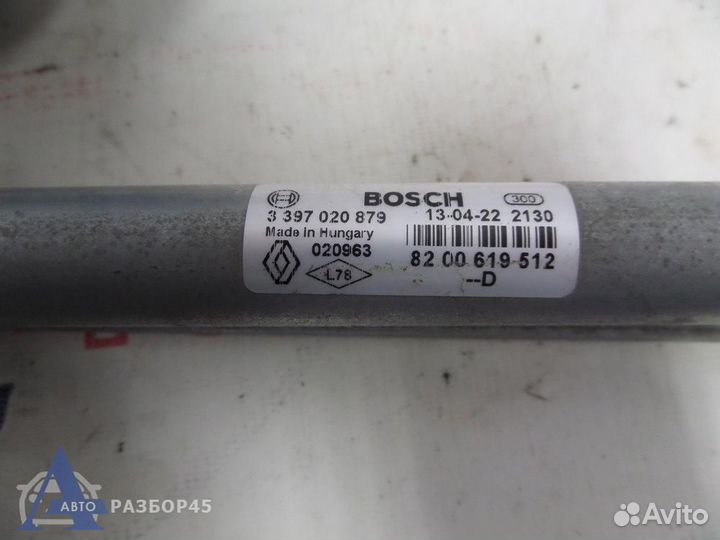 BOSCH 300
3 397 020 879 13-04-22 2130
Made in Hungary
020963
L78 82 00 619 512
--D
АВТО РАЗБОР45
Avito